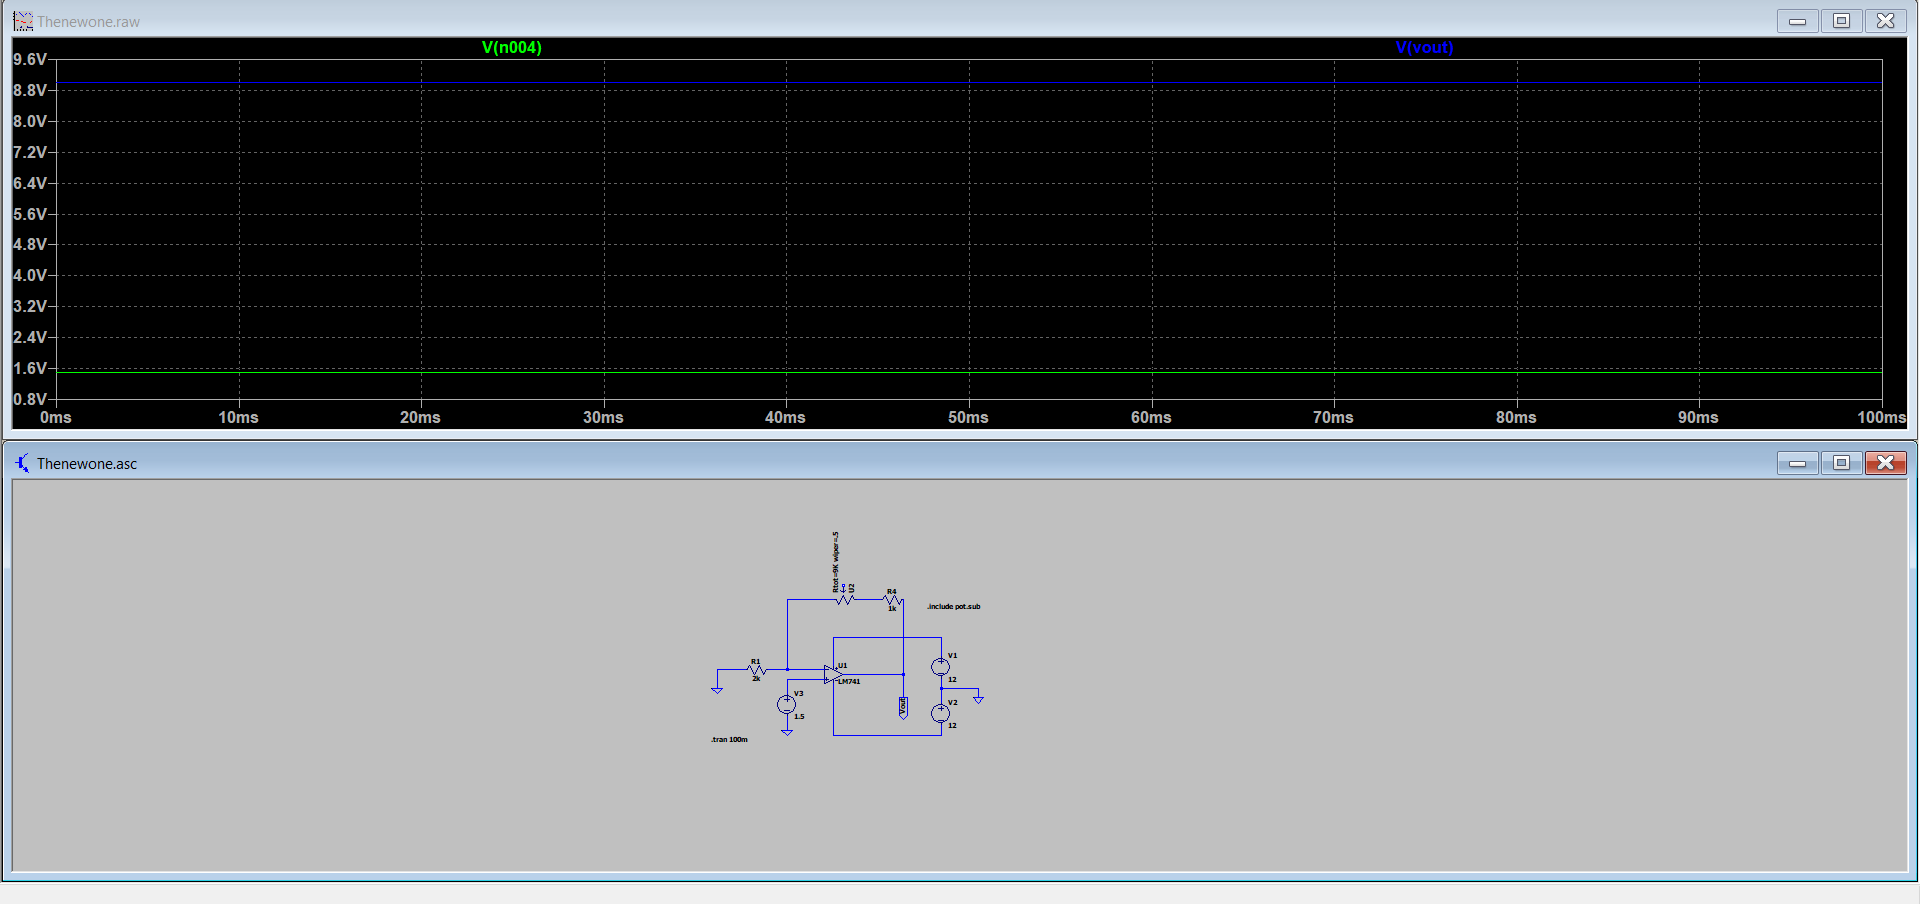 Thenewone.raw
V(n004)
V(vout)
9.6V
8.8V
8.0V
7.2V
6.4V
5.6V
4.8V
4.0V
3.2V
2.4V
1.6V
0.8V
0ms
10ms
20ms
30ms
40ms
50ms
60ms
70ms
80ms
90ms
100ms
Thenewone.asc
Rtot=9K wiper=.5
U2
R4
1k
.include pot.sub
R1
2k
U1
LM741
V1
12
V3
1.5
Vout
V2
12
.tran 100m